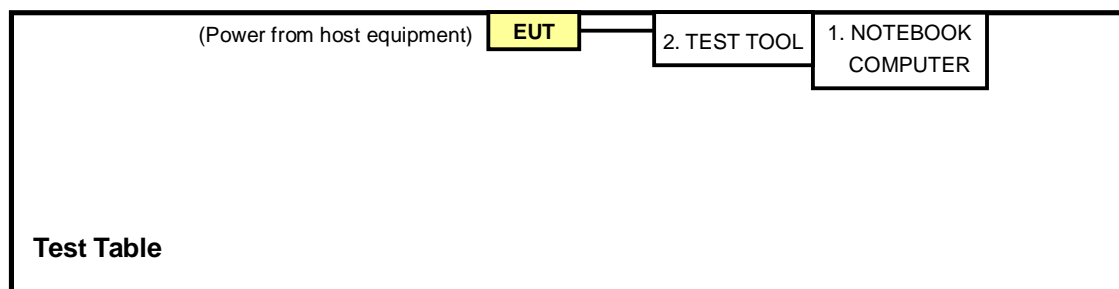 (Power from host equipment)
EUT
2. TEST TOOL
1. NOTEBOOK
COMPUTER
Test Table